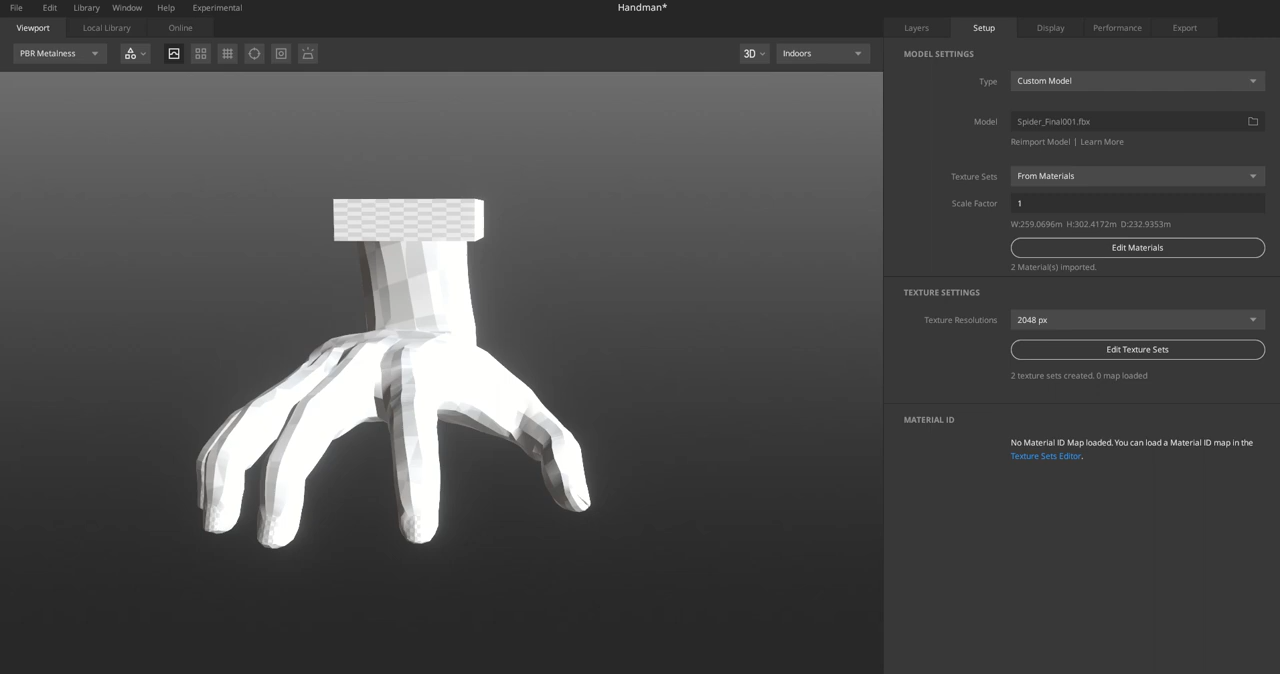 File Edit Library Window Help Experimental Handman*
Viewport Local Library Online Layers Setup Display Performance Export
PBR Metalness 3D Indoors
MODEL SETTINGS
Type Custom Model
Model Spider_Final001.fbx
Reimport Model | Learn More
Texture Sets From Materials
Scale Factor 1
W:259.0696m H:302.4172m D:232.9353m
Edit Materials
2 Material(s) imported.
TEXTURE SETTINGS
Texture Resolutions 2048 px
Edit Texture Sets
2 texture sets created. 0 map loaded
MATERIAL ID
No Material ID Map loaded. You can load a Material ID map in the
Texture Sets Editor.